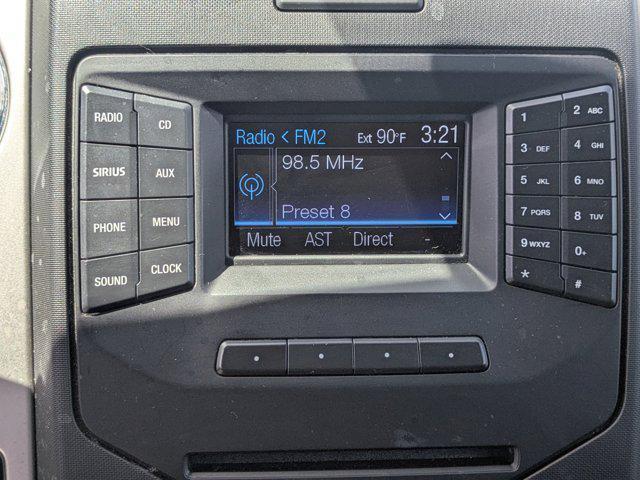 RADIO CD
SIRIUS AUX
PHONE MENU
SOUND CLOCK
Radio < FM2 Ext 90°F 3:21
98.5 MHz
Preset 8
Mute AST Direct -
1 2 ABC
3 DEF 4 GHI
5 JKL 6 MNO
7 PQRS 8 TUV
9 WXYZ 0+
* #